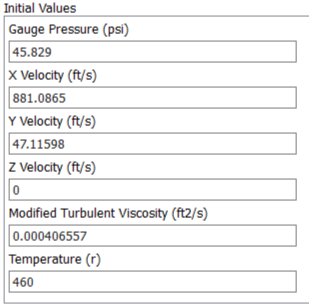 Initial Values
Gauge Pressure (psi)
45.829
X Velocity (ft/s)
881.0865
Y Velocity (ft/s)
47.11598
Z Velocity (ft/s)
0
Modified Turbulent Viscosity (ft2/s)
0.000406557
Temperature (r)
460